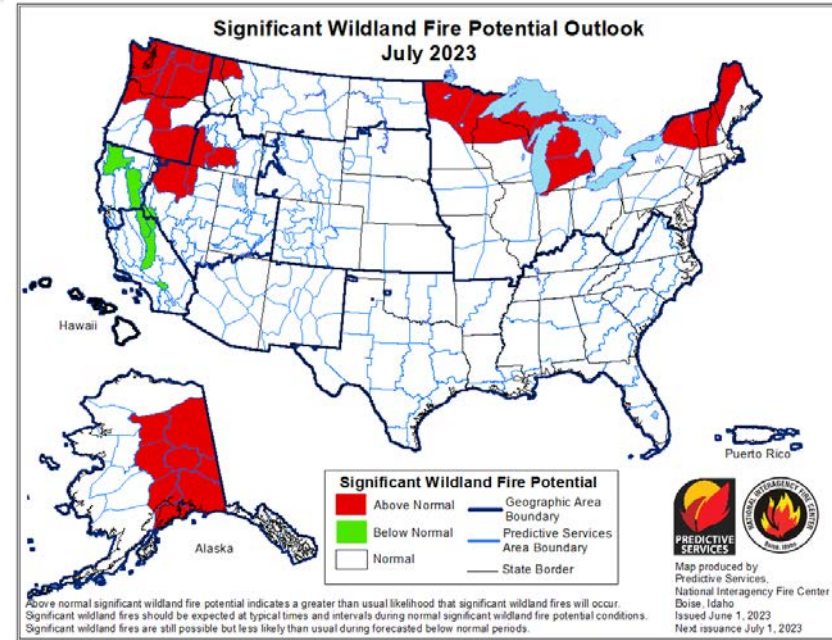 Significant Wildland Fire Potential Outlook
July 2023
Hawaii
Alaska
Puerto Rico
Significant Wildland Fire Potential
Above Normal
Below Normal
Normal
Geographic Area
Boundary
Predictive Services
Area Boundary
State Border
PREDICTIVE
SERVICES
NATIONAL INTERAGENCY FIRE CENTER
Boise, Idaho
Map produced by
Predictive Services,
National Interagency Fire Center
Boise, Idaho
Issued June 1, 2023
Next issuance July 1, 2023
Above normal significant wildland fire potential indicates a greater than usual likelihood that significant wildland fires will occur.
Significant wildland fires should be expected at typical times and intervals during normal significant wildland fire potential conditions.
Significant wildland fires are still possible but less likely than usual during forecasted below normal periods.